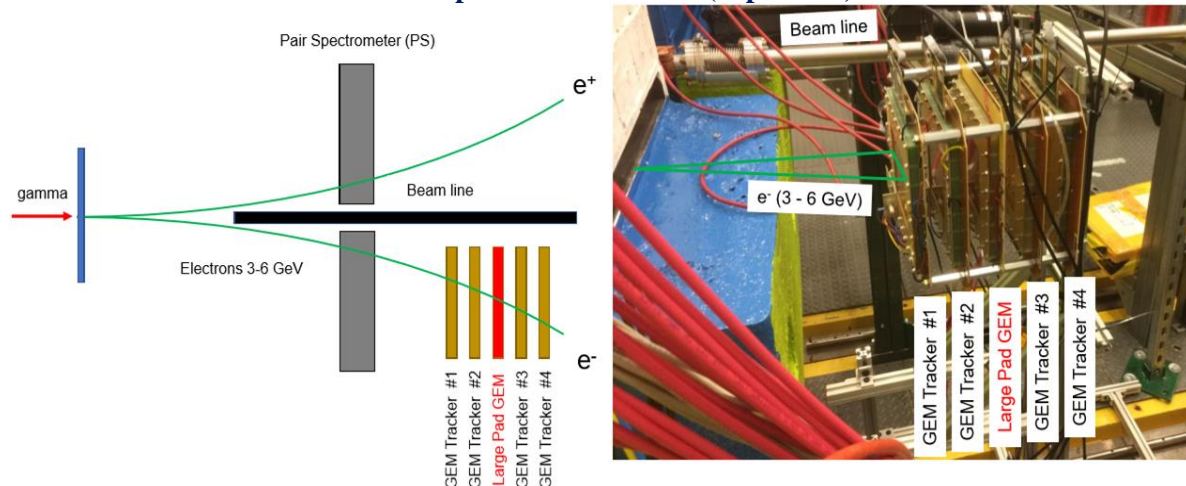 Pair Spectrometer (PS)
e+
gamma
Beam line
Electrons 3-6 GeV
e-
GEM Tracker #1
GEM Tracker #2
Large Pad GEM
GEM Tracker #3
GEM Tracker #4
Beam line
e- (3 - 6 GeV)
GEM Tracker #1
GEM Tracker #2
Large Pad GEM
GEM Tracker #3
GEM Tracker #4